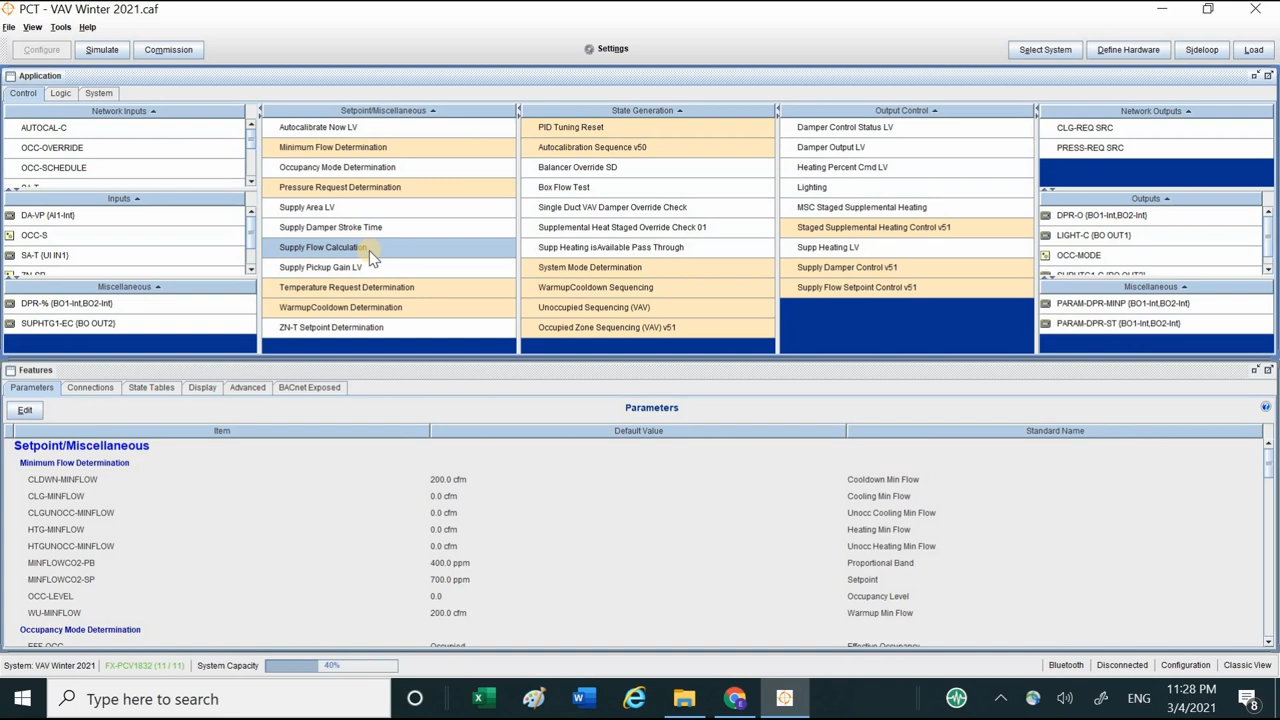 PCT - VAV Winter 2021.caf
File View Tools Help
Configure Simulate Commission Settings Select System Define Hardware Sideloop Load
Application
Control Logic System
Network Inputs
AUTOCAL-C
OCC-OVERRIDE
OCC-SCHEDULE
Inputs
DA-VP (AI1-Int)
OCC-S
SA-T (UI IN1)
Miscellaneous
DPR-% (BO1-Int,BO2-Int)
SUPHTG1-EC (BO OUT2)
Setpoint/Miscellaneous
Autocalibrate Now LV
Minimum Flow Determination
Occupancy Mode Determination
Pressure Request Determination
Supply Area LV
Supply Damper Stroke Time
Supply Flow Calculation
Supply Pickup Gain LV
Temperature Request Determination
WarmupCooldown Determination
ZN-T Setpoint Determination
State Generation
PID Tuning Reset
Autocalibration Sequence v50
Balancer Override SD
Box Flow Test
Single Duct VAV Damper Override Check
Supplemental Heat Staged Override Check 01
Supp Heating isAvailable Pass Through
System Mode Determination
WarmupCooldown Sequencing
Unoccupied Sequencing (VAV)
Occupied Zone Sequencing (VAV) v51
Output Control
Damper Control Status LV
Damper Output LV
Heating Percent Cmd LV
Lighting
MSC Staged Supplemental Heating
Staged Supplemental Heating Control v51
Supp Heating LV
Supply Damper Control v51
Supply Flow Setpoint Control v51
Network Outputs
CLG-REQ SRC
PRESS-REQ SRC
Outputs
DPR-O (BO1-Int,BO2-Int)
LIGHT-C (BO OUT1)
OCC-MODE
Miscellaneous
PARAM-DPR-MINP (BO1-Int,BO2-Int)
PARAM-DPR-ST (BO1-Int,BO2-Int)
Features
Parameters Connections State Tables Display Advanced BACnet Exposed
Edit Parameters
Item Default Value Standard Name
Setpoint/Miscellaneous
Minimum Flow Determination
CLDWN-MINFLOW 200.0 cfm Cooldown Min Flow
CLG-MINFLOW 0.0 cfm Cooling Min Flow
CLGUNOCC-MINFLOW 0.0 cfm Unocc Cooling Min Flow
HTG-MINFLOW 0.0 cfm Heating Min Flow
HTGUNOCC-MINFLOW 0.0 cfm Unocc Heating Min Flow
MINFLOWCO2-PB 400.0 ppm Proportional Band
MINFLOWCO2-SP 700.0 ppm Setpoint
OCC-LEVEL 0.0 Occupancy Level
WU-MINFLOW 200.0 cfm Warmup Min Flow
Occupancy Mode Determination
System: VAV Winter 2021 FX-PCV1832 (11 / 11) System Capacity 40% Bluetooth Disconnected Configuration Classic View
Type here to search ENG 11:28 PM
3/4/2021 8